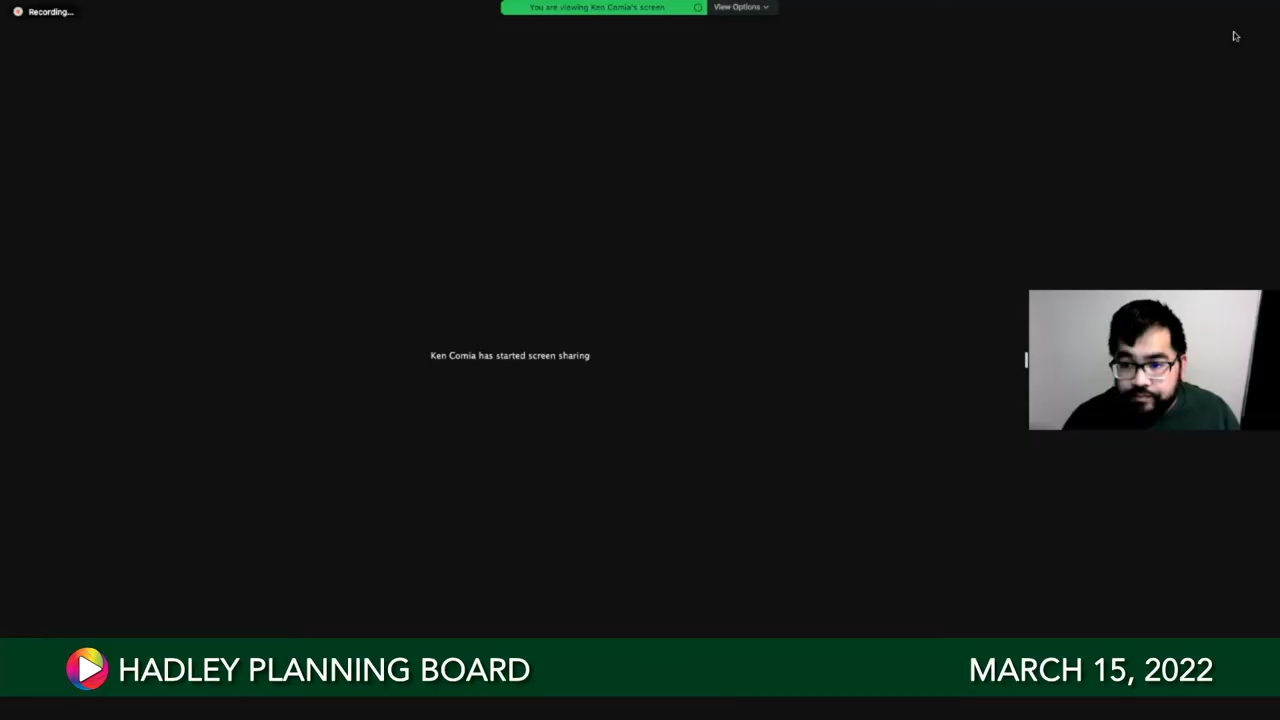 Recording...
You are viewing Ken Comia's screen
View Options
Ken Comia has started screen sharing
HADLEY PLANNING BOARD
MARCH 15, 2022